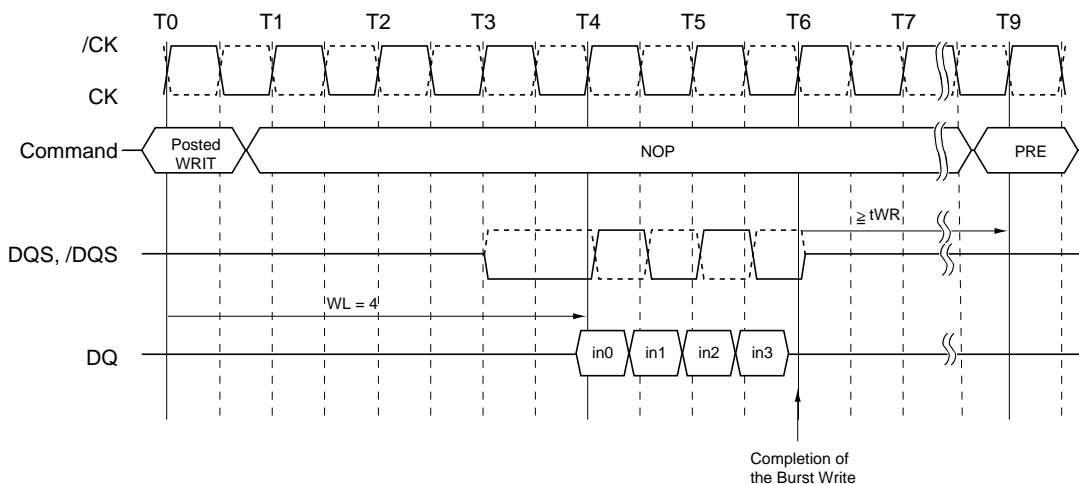 T0 T1 T2 T3 T4 T5 T6 T7 T9
/CK
CK
Command
Posted
WRIT
NOP
PRE
DQS, /DQS
≧ tWR
WL = 4
DQ
in0 in1 in2 in3
Completion of
the Burst Write